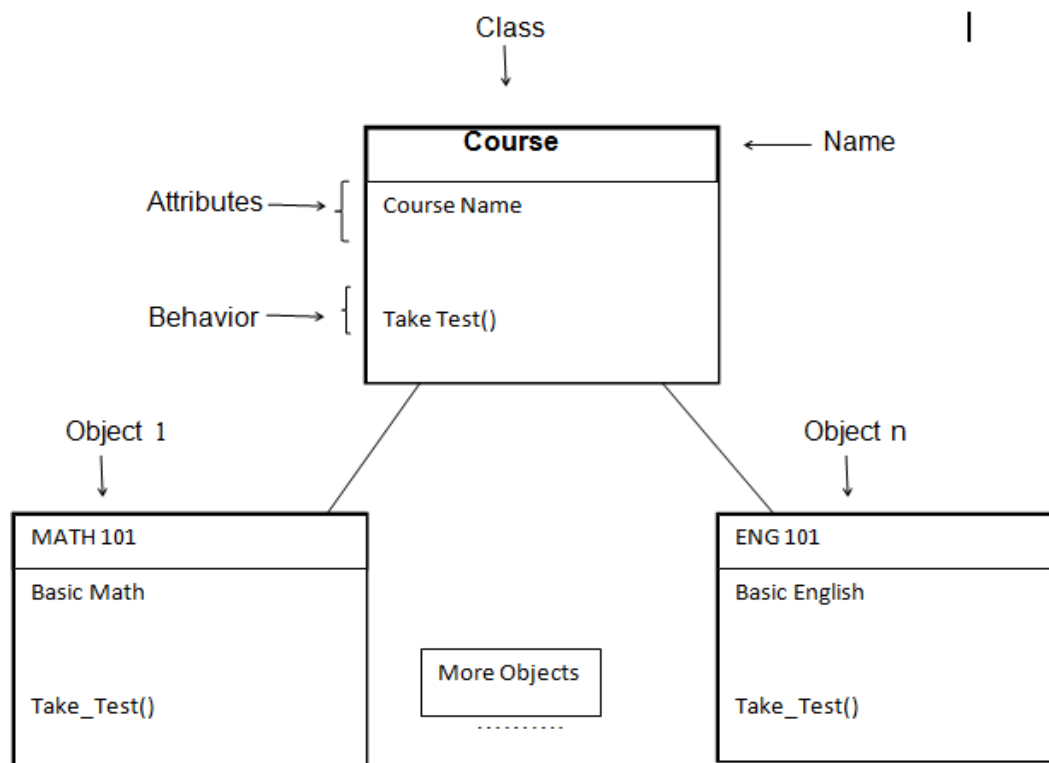 Class
Course
Name
Attributes
Course Name
Behavior
Take Test()
Object 1
Object n
MATH 101
ENG 101
Basic Math
Basic English
More Objects
Take_Test()
Take_Test()